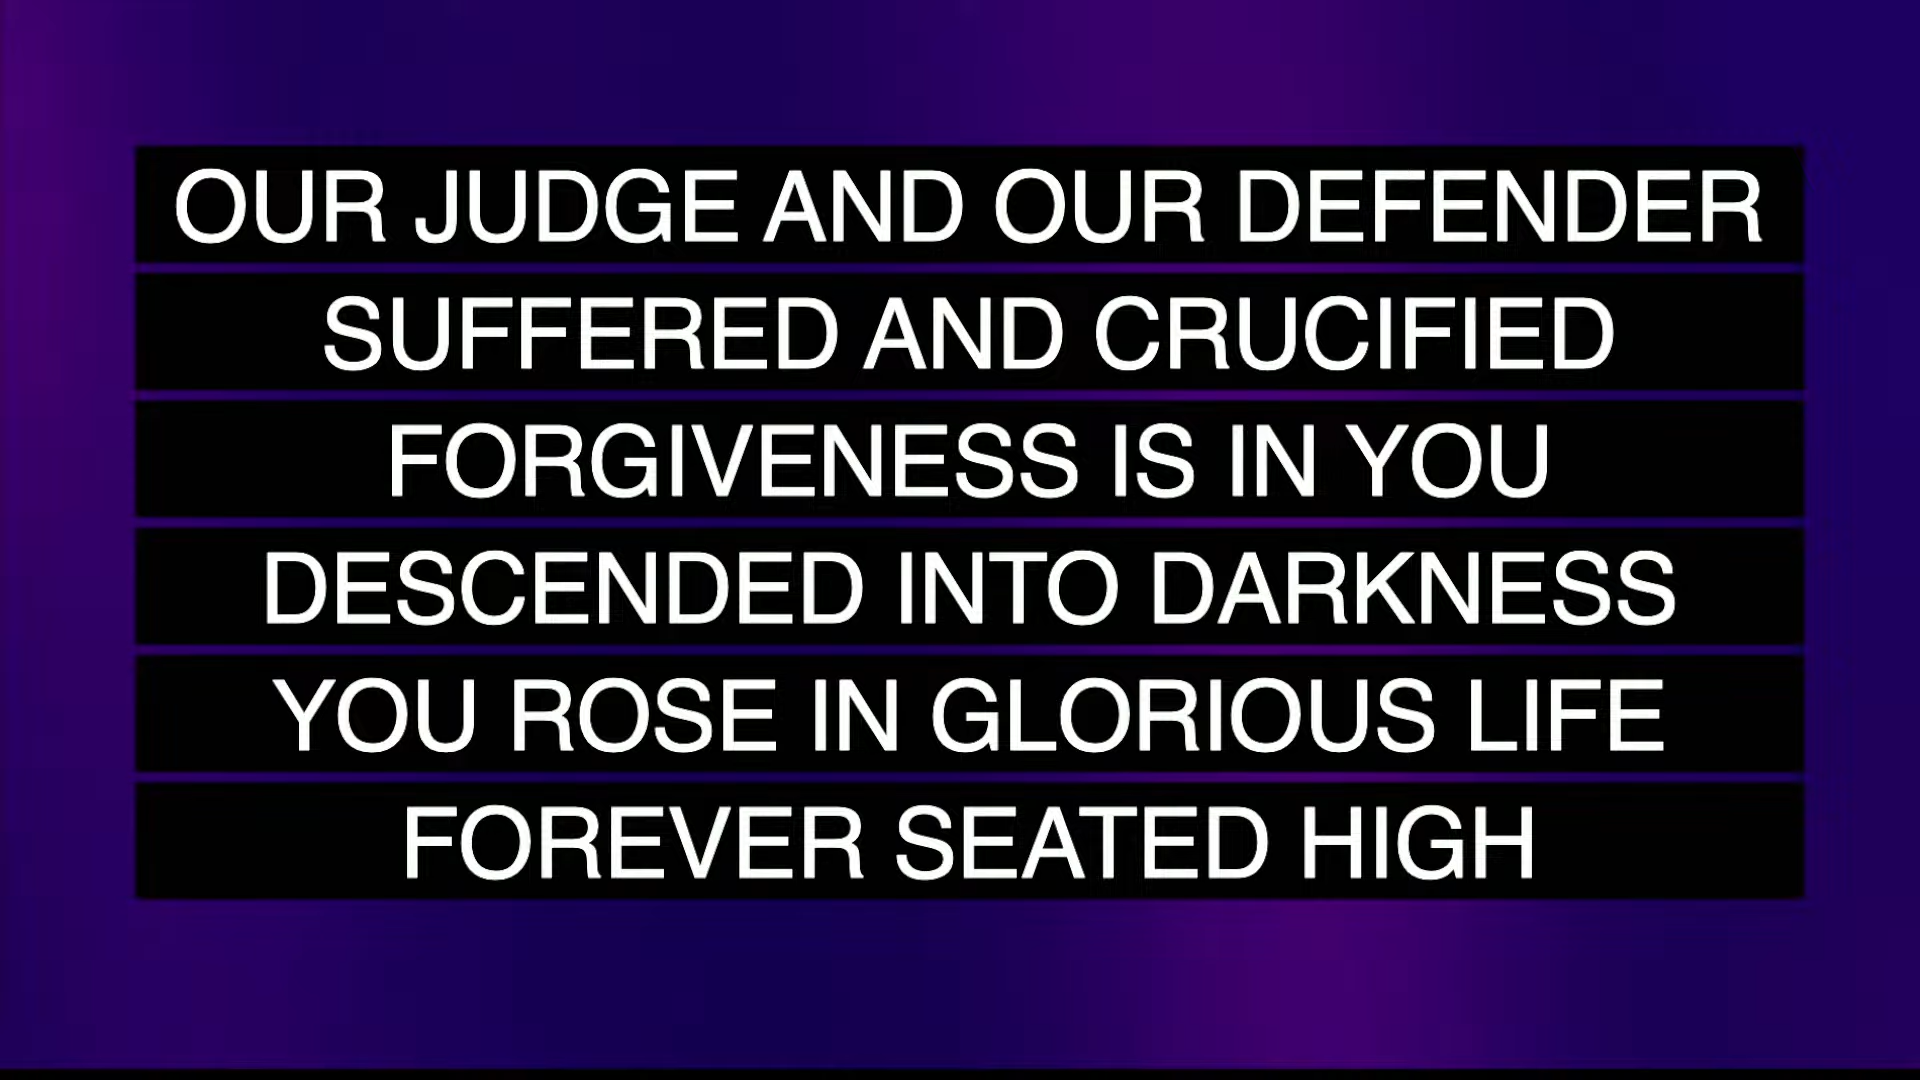 OUR JUDGE AND OUR DEFENDER
SUFFERED AND CRUCIFIED
FORGIVENESS IS IN YOU
DESCENDED INTO DARKNESS
YOU ROSE IN GLORIOUS LIFE
FOREVER SEATED HIGH